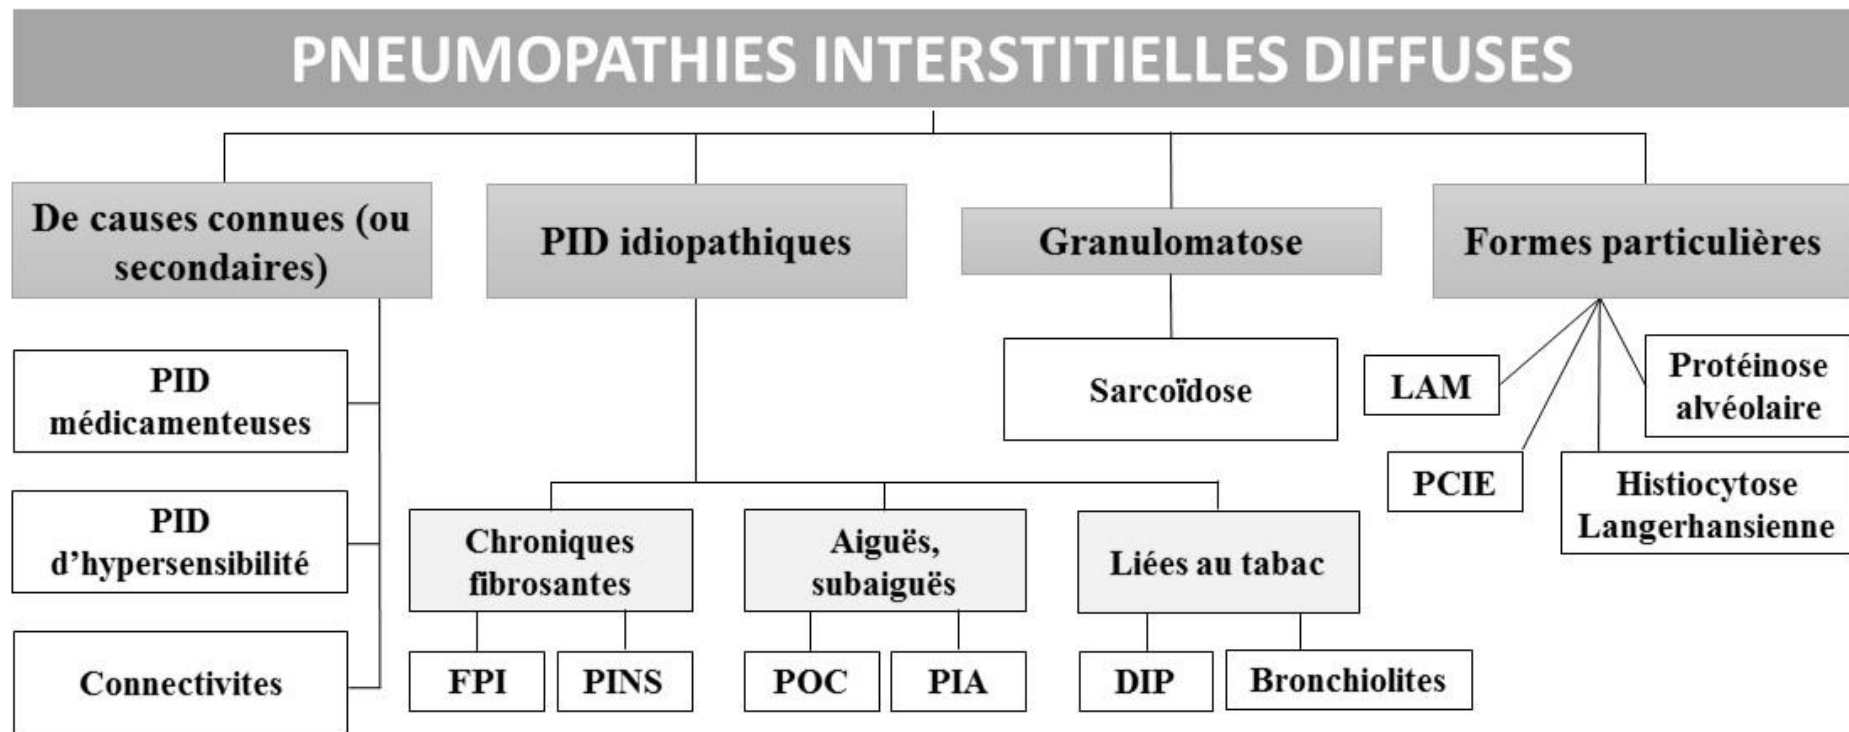 PNEUMOPATHIES INTERSTITIELLES DIFFUSES
De causes connues (ou
secondaires)
PID idiopathiques
Granulomatose
Formes particulières
PID
médicamenteuses
PID
d’hypersensibilité
Connectivites
Chroniques
fibrosantes
FPI
PINS
Aiguës,
subaiguës
POC
PIA
Liées au tabac
DIP
Bronchiolites
Sarcoïdose
LAM
PCIE
Protéinose
alvéolaire
Histiocytose
Langerhansienne